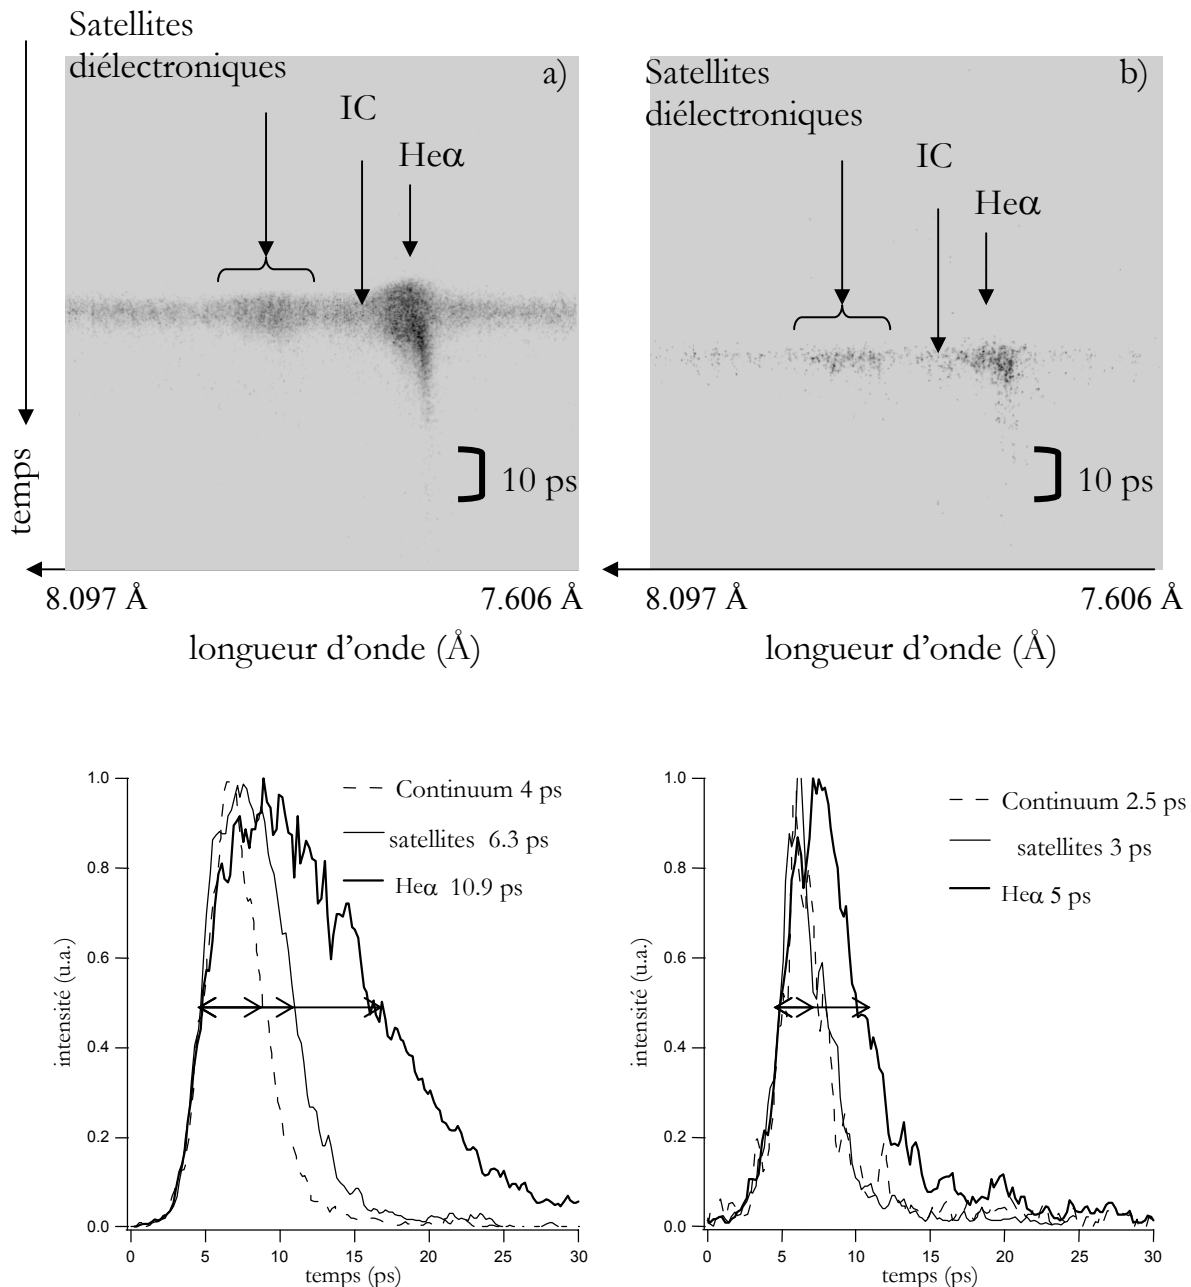 Satellites
diélectroniques
a)
IC
Heα
10 ps
temps
8.097 Å
7.606 Å
longueur d'onde (Å)
Satellites
diélectroniques
b)
IC
Heα
10 ps
8.097 Å
7.606 Å
longueur d'onde (Å)
1.0
0.8
0.6
0.4
0.2
0.0
intensité (u.a.)
Continuum 4 ps
satellites 6.3 ps
Heα 10.9 ps
0 5 10 15 20 25 30
temps (ps)
1.0
0.8
0.6
0.4
0.2
0.0
intensité (u.a.)
Continuum 2.5 ps
satellites 3 ps
Heα 5 ps
0 5 10 15 20 25 30
temps (ps)